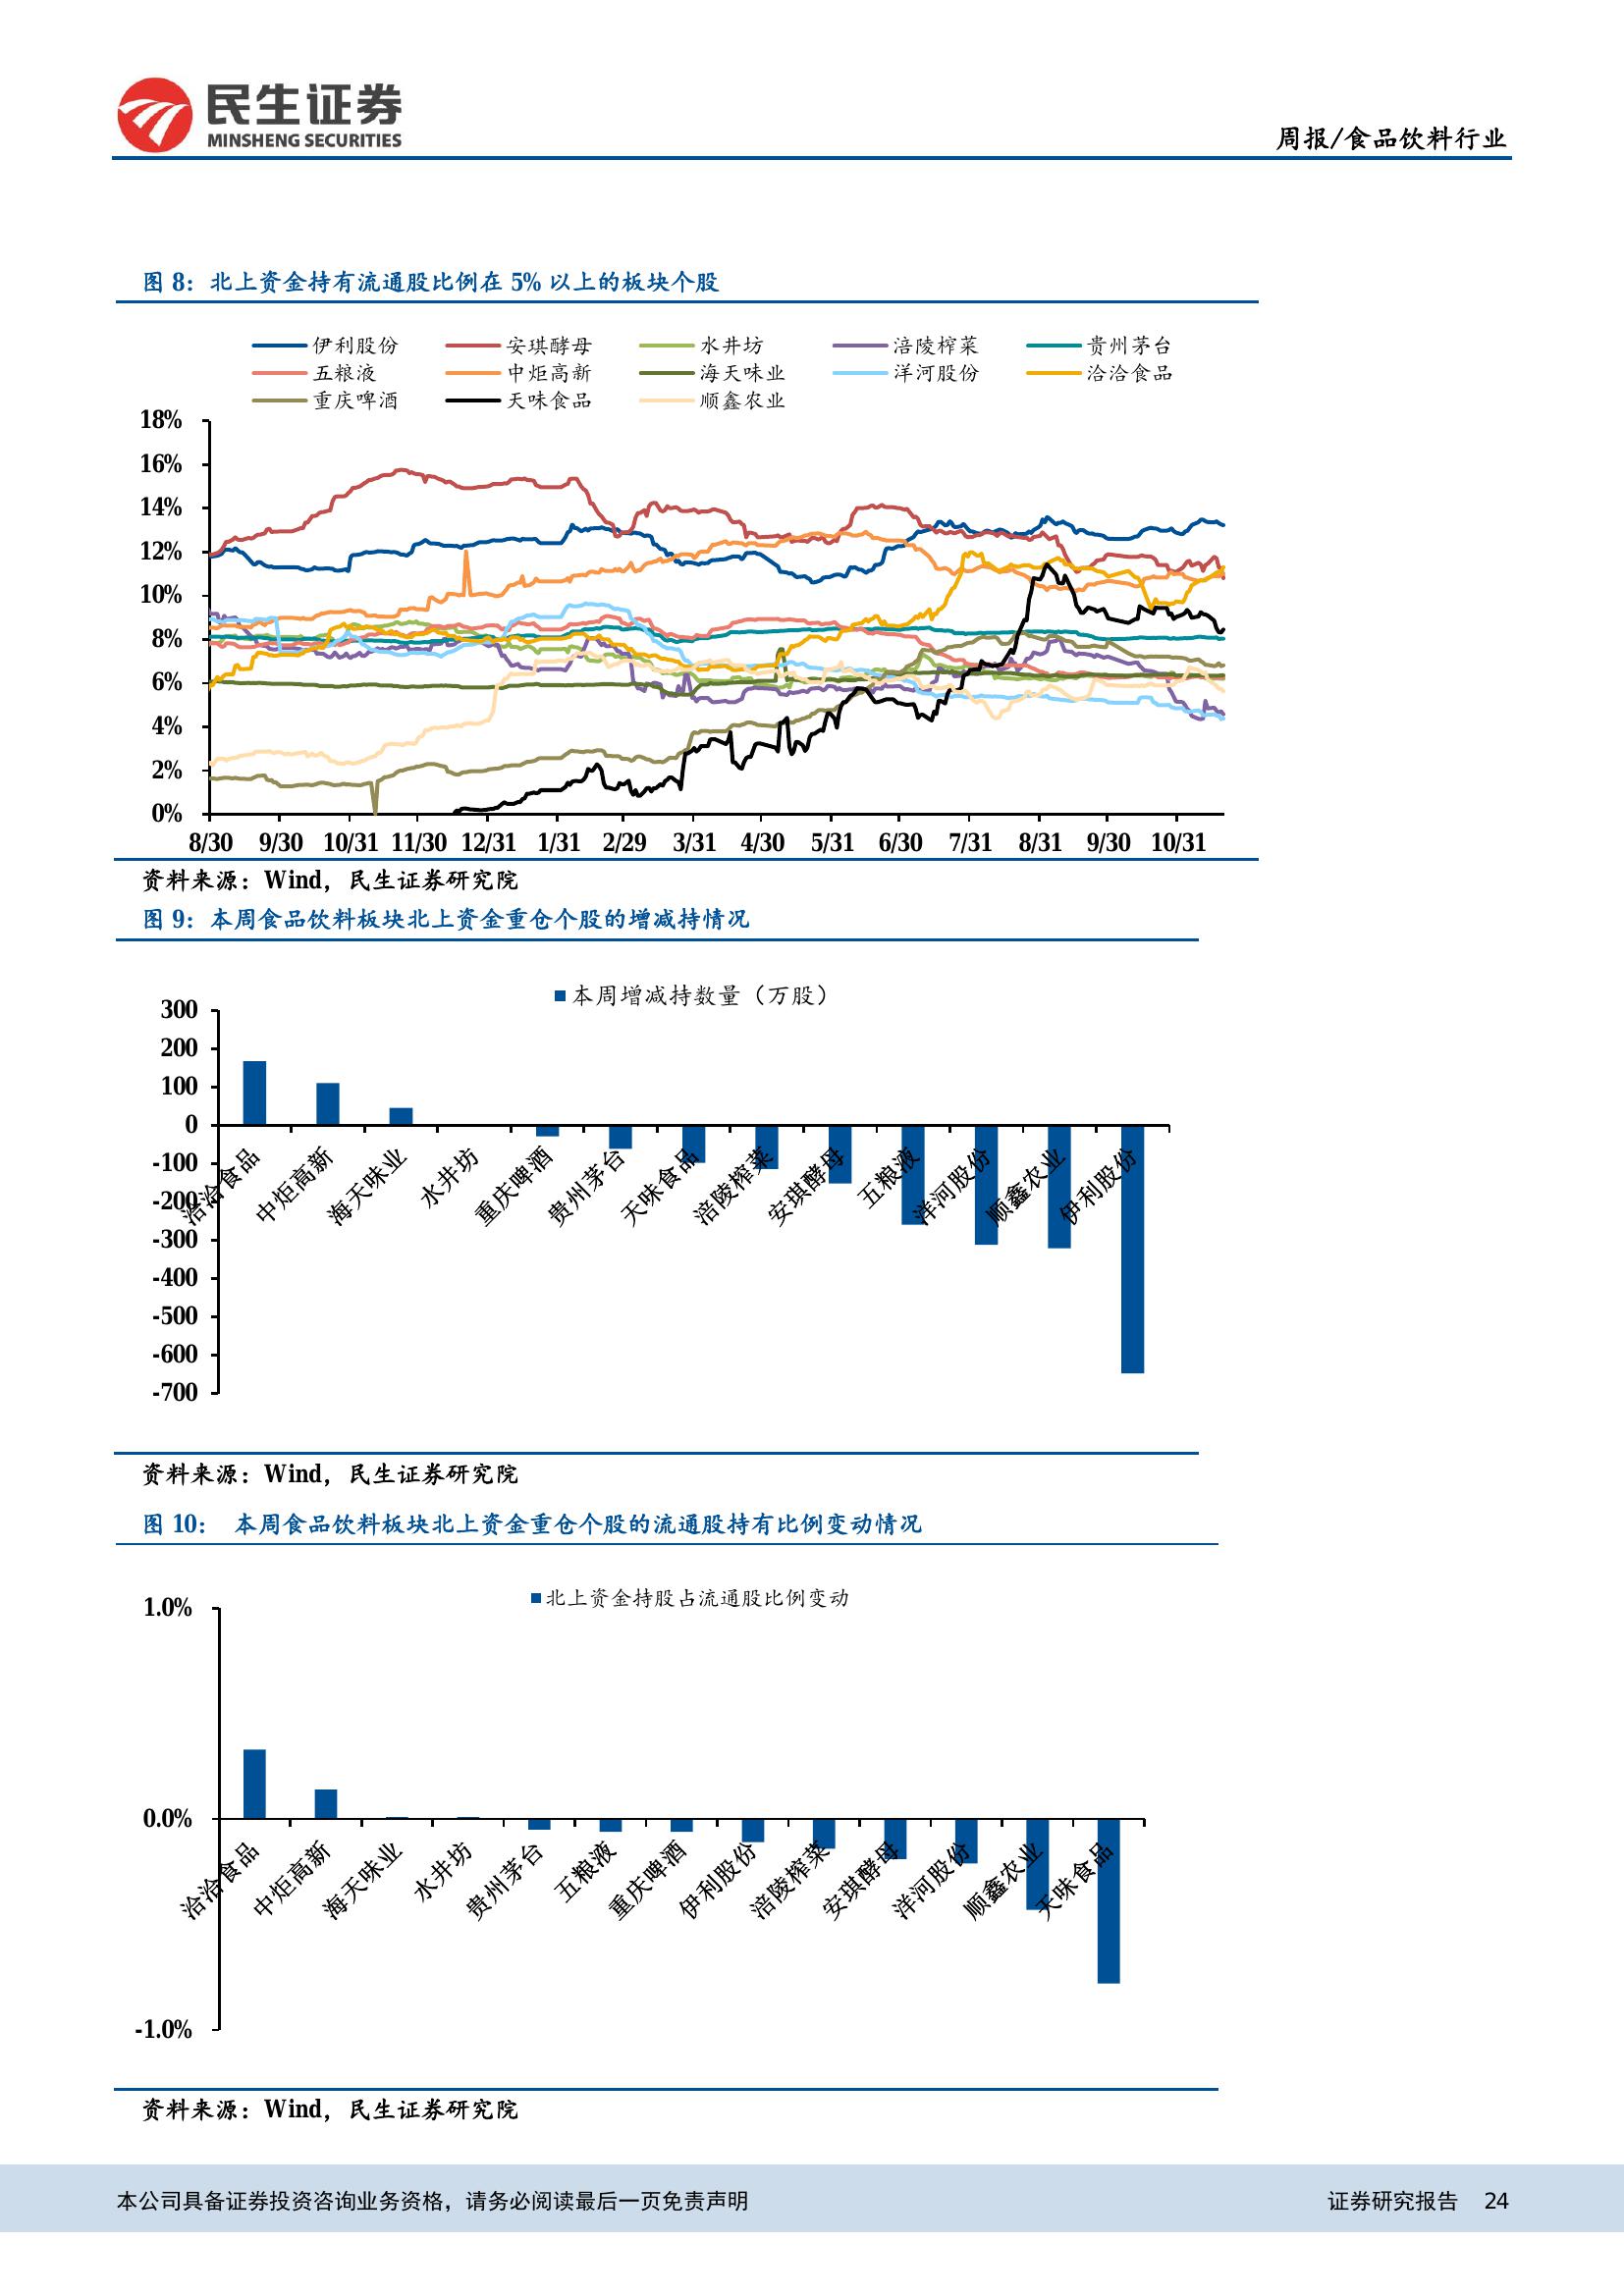 民生证券
MINSHENG SECURITIES
周报/食品饮料行业
图 8：北上资金持有流通股比例在 5% 以上的板块个股
伊利股份 安琪酵母 水井坊 涪陵榨菜 贵州茅台
五粮液 中炬高新 海天味业 洋河股份 洽洽食品
重庆啤酒 天味食品 顺鑫农业
18%
16%
14%
12%
10%
8%
6%
4%
2%
0%
8/30 9/30 10/31 11/30 12/31 1/31 2/29 3/31 4/30 5/31 6/30 7/31 8/31 9/30 10/31
资料来源：Wind，民生证券研究院
图 9：本周食品饮料板块北上资金重仓个股的增减持情况
本周增减持数量（万股）
300
200
100
0
-100
-200
-300
-400
-500
-600
-700
洽洽食品 中炬高新 海天味业 水井坊 重庆啤酒 贵州茅台 天味食品 涪陵榨菜 安琪酵母 五粮液 洋河股份 顺鑫农业 伊利股份
资料来源：Wind，民生证券研究院
图 10： 本周食品饮料板块北上资金重仓个股的流通股持有比例变动情况
北上资金持股占流通股比例变动
1.0%
0.0%
-1.0%
洽洽食品 中炬高新 海天味业 水井坊 贵州茅台 五粮液 重庆啤酒 伊利股份 涪陵榨菜 安琪酵母 洋河股份 顺鑫农业 天味食品
资料来源：Wind，民生证券研究院
本公司具备证券投资咨询业务资格，请务必阅读最后一页免责声明 证券研究报告 24